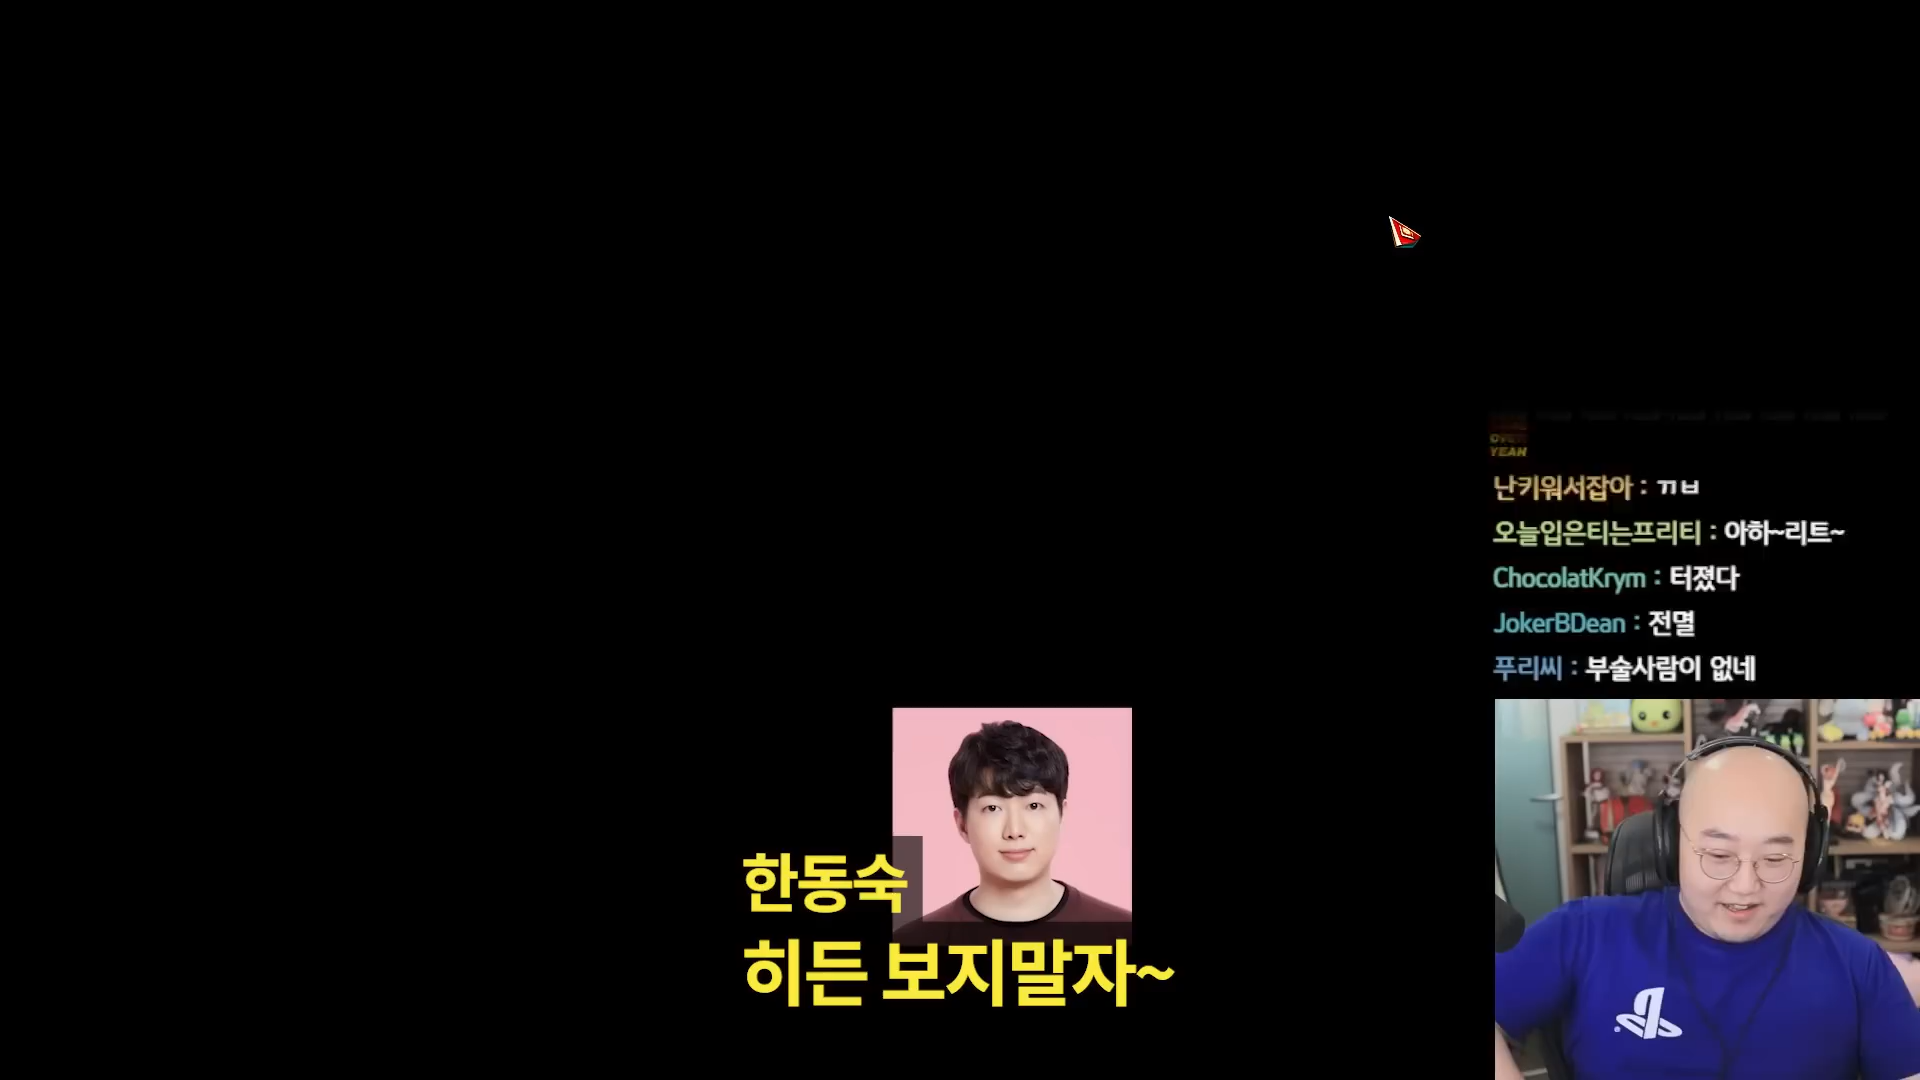 OVER
YEAH
난키워서잡아 : ㄲㅂ
오늘입은티는프리티 : 아하~리트~
ChocolatKrym : 터졌다
JokerBDean : 전멸
푸리씨 : 부술사람이 없네
한동숙
히든 보지말자~